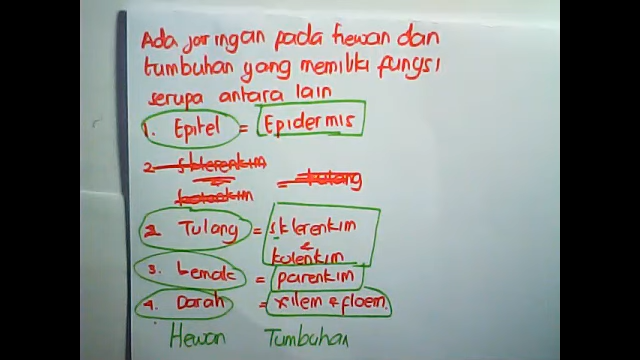 Ada jaringan pada hewan dan
tumbuhan yang memiliki fungsi
serupa antara lain
1. Epitel = Epidermis
2. sklerenkim
kolenkim = tulang
2. Tulang = sklerenkim
&
kolenkim
3. Lemak = parenkim
4. Darah = xilem & floem.
Hewan Tumbuhan